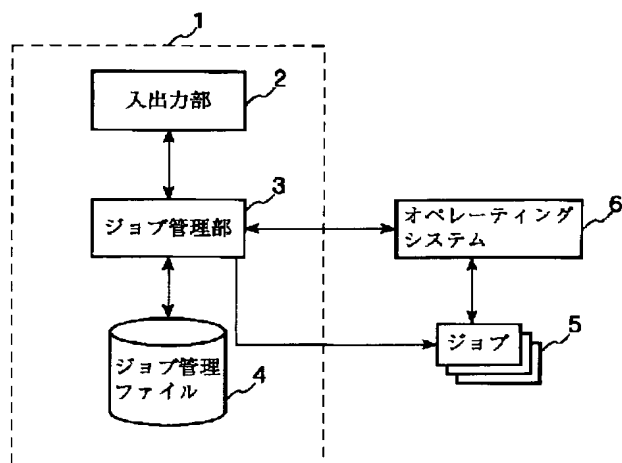 1
入出力部
2
ジョブ管理部
3
オペレーティング
システム
6
ジョブ管理
ファイル
4
ジョブ
5